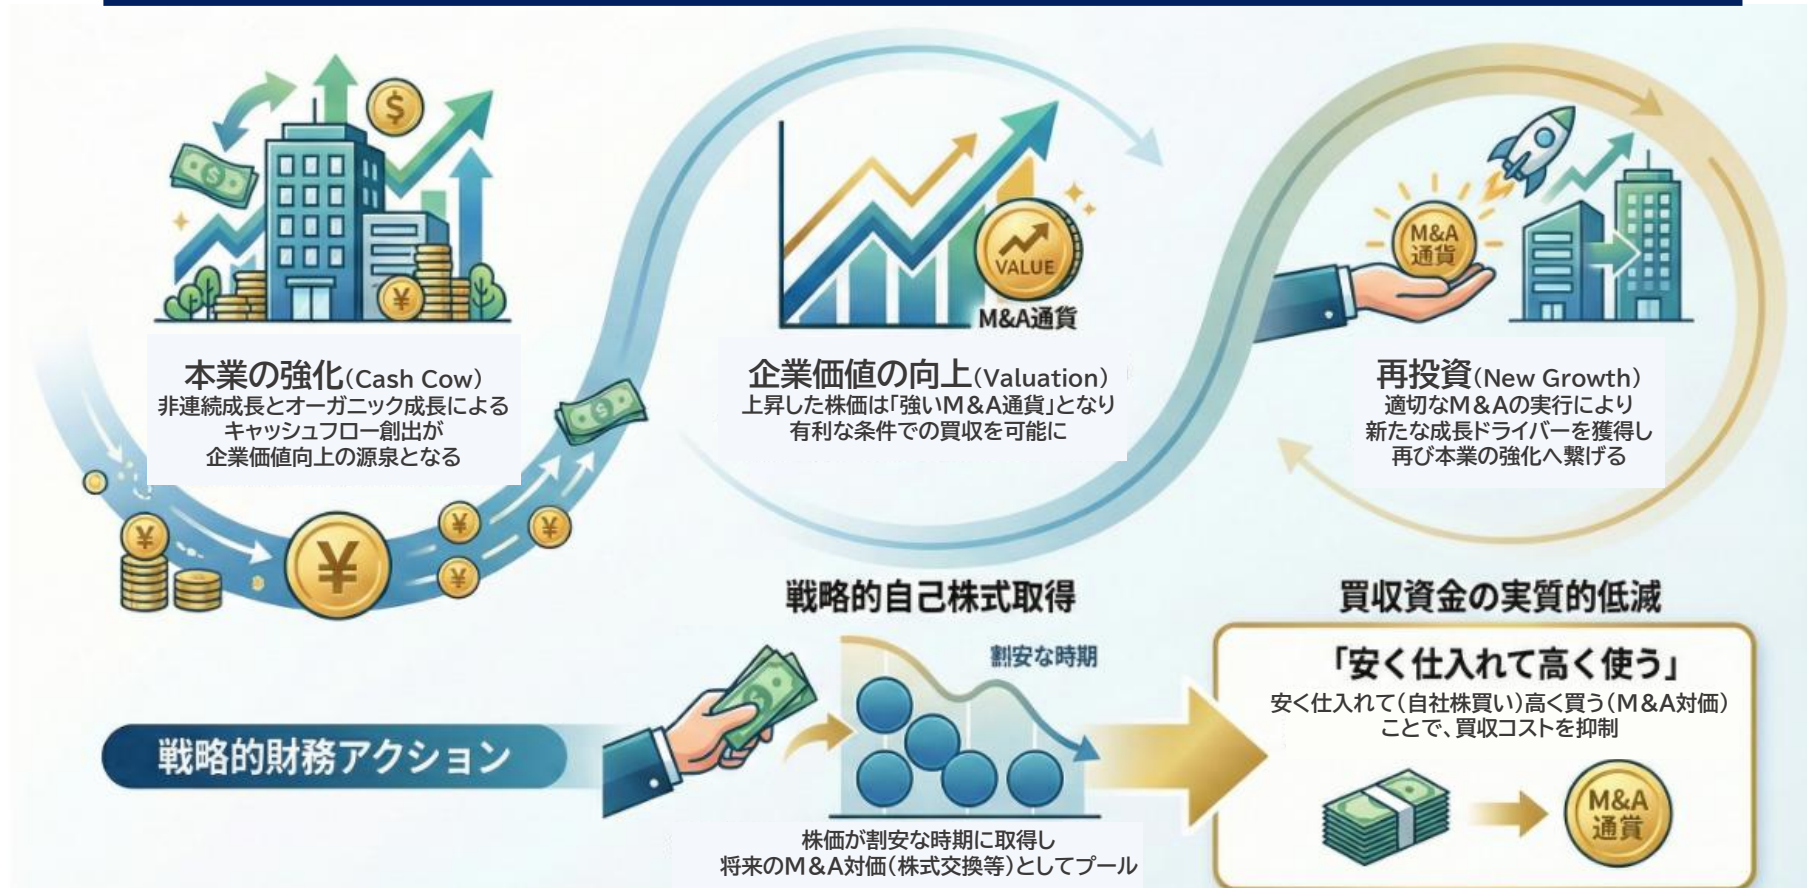 $
¥
本業の強化(Cash Cow)
非連続成長とオーガニック成長による
キャッシュフロー創出が
企業価値向上の源泉となる
¥
¥
¥
¥
¥
VALUE
M&A通貨
企業価値の向上(Valuation)
上昇した株価は「強いM&A通貨」となり
有利な条件での買収を可能に
M&A
通貨
再投資(New Growth)
適切なM&Aの実行により
新たな成長ドライバーを獲得し
再び本業の強化へ繋げる
戦略的財務アクション
戦略的自己株式取得
割安な時期
株価が割安な時期に取得し
将来のM&A対価(株式交換等)としてプール
買収資金の実質的低減
「安く仕入れて高く使う」
安く仕入れて(自社株買い)高く買う(M&A対価)
ことで、買収コストを抑制
M&A
通貨